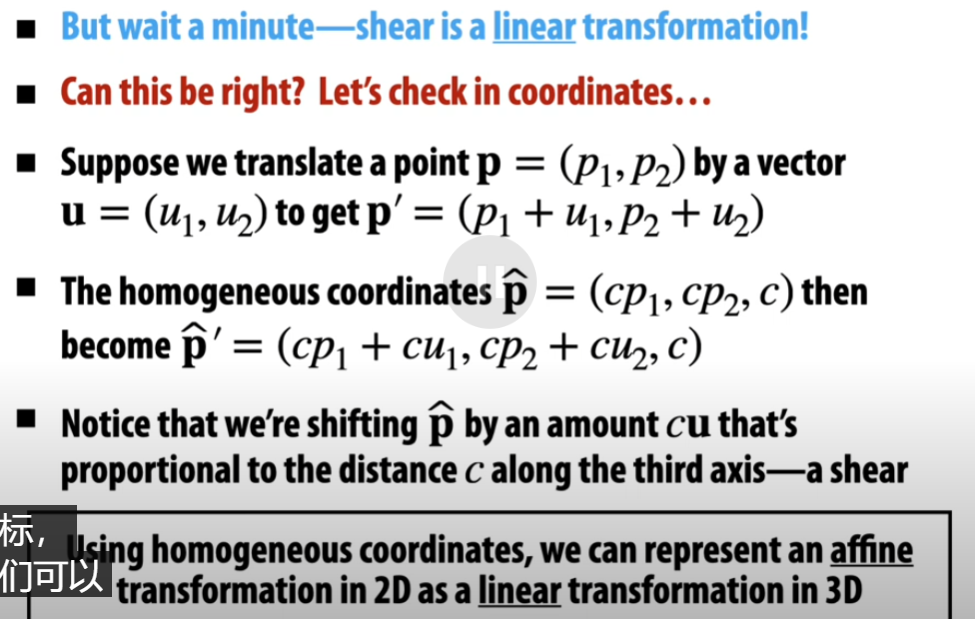 But wait a minute—shear is a linear transformation!
Can this be right? Let's check in coordinates…
Suppose we translate a point p = (p₁, p₂) by a vector
u = (u₁, u₂) to get p′ = (p₁ + u₁, p₂ + u₂)
The homogeneous coordinates p̂ = (cp₁, cp₂, c) then
become p̂′ = (cp₁ + cu₁, cp₂ + cu₂, c)
Notice that we're shifting p̂ by an amount cu that's
proportional to the distance c along the third axis—a shear
标，
Using homogeneous coordinates, we can represent an affine
们可以
transformation in 2D as a linear transformation in 3D